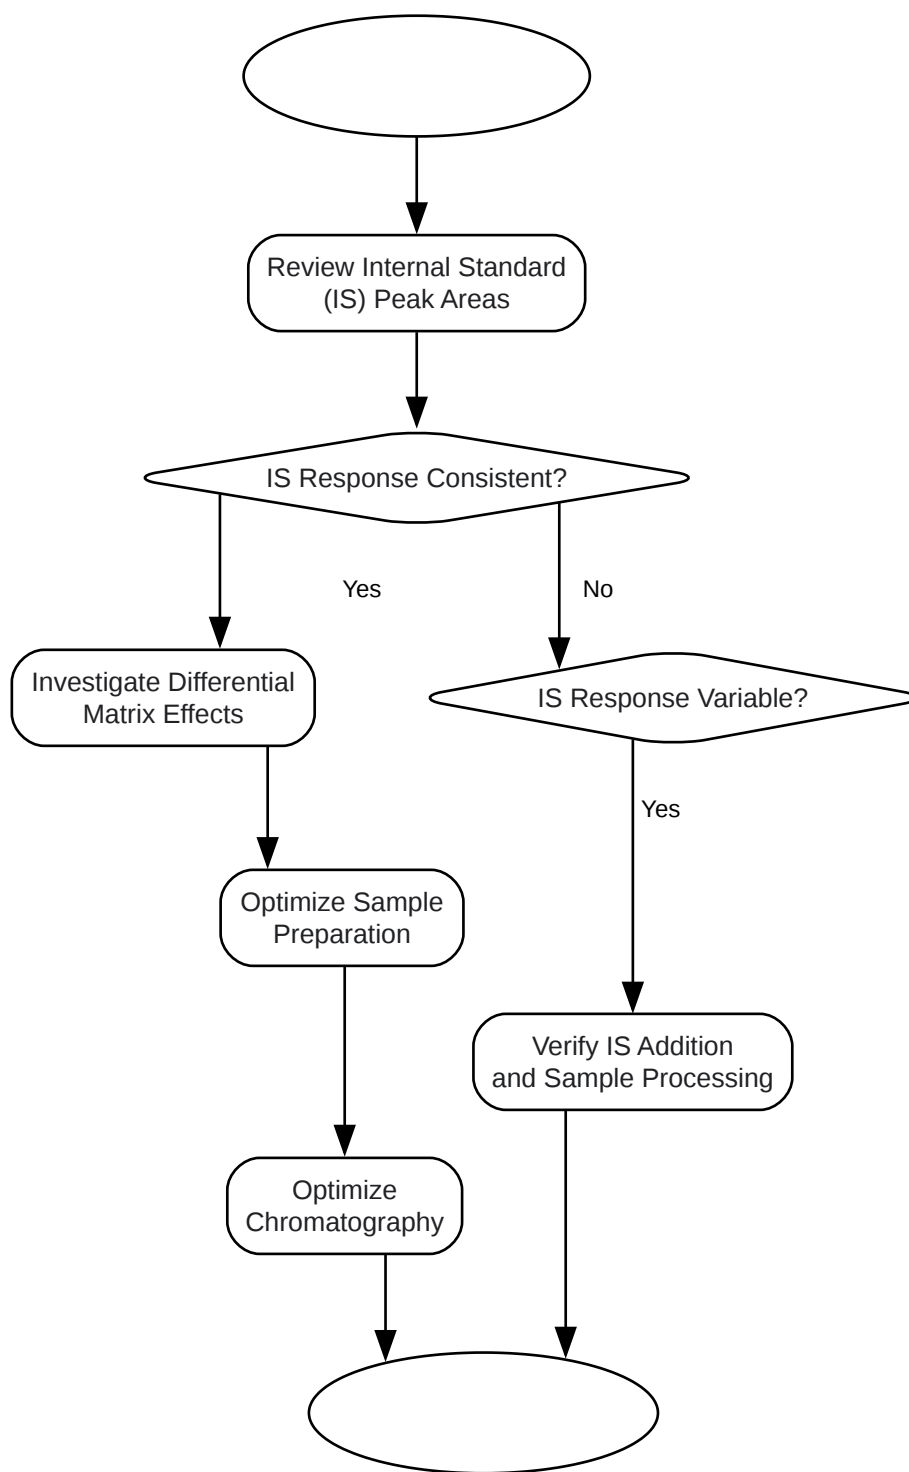 Review Internal Standard
(IS) Peak Areas
IS Response Consistent?
Yes
No
Investigate Differential
Matrix Effects
IS Response Variable?
Yes
Optimize Sample
Preparation
Verify IS Addition
and Sample Processing
Optimize
Chromatography